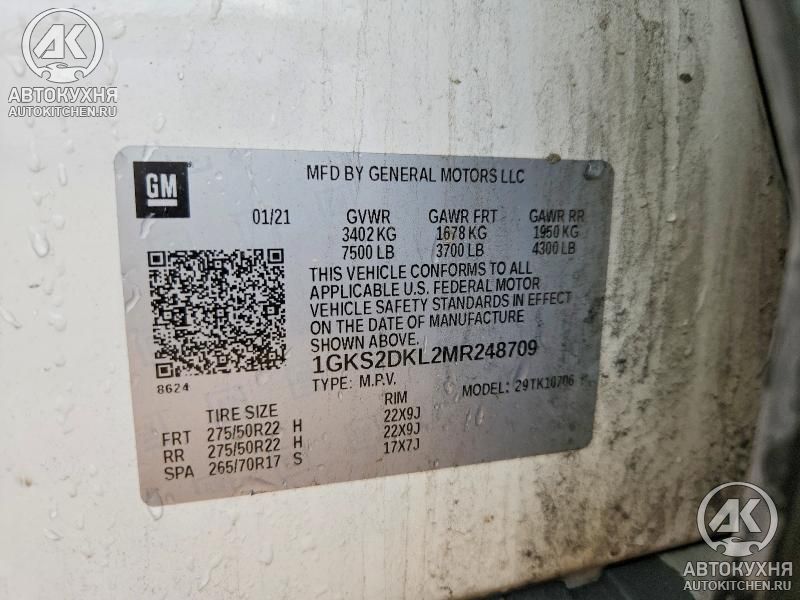 АК
АВТОКУХНЯ
AUTOKITCHEN.RU
GM
MFD BY GENERAL MOTORS LLC
01/21 GVWR GAWR FRT GAWR RR
3402 KG 1678 KG 1950 KG
7500 LB 3700 LB 4300 LB
THIS VEHICLE CONFORMS TO ALL
APPLICABLE U.S. FEDERAL MOTOR
VEHICLE SAFETY STANDARDS IN EFFECT
ON THE DATE OF MANUFACTURE
SHOWN ABOVE.
1GKS2DKL2MR248709
8624
TYPE: M.P.V. MODEL: 29TK10706
TIRE SIZE RIM
FRT 275/50R22 H 22X9J
RR 275/50R22 H 22X9J
SPA 265/70R17 S 17X7J
АК
АВТОКУХНЯ
AUTOKITCHEN.RU